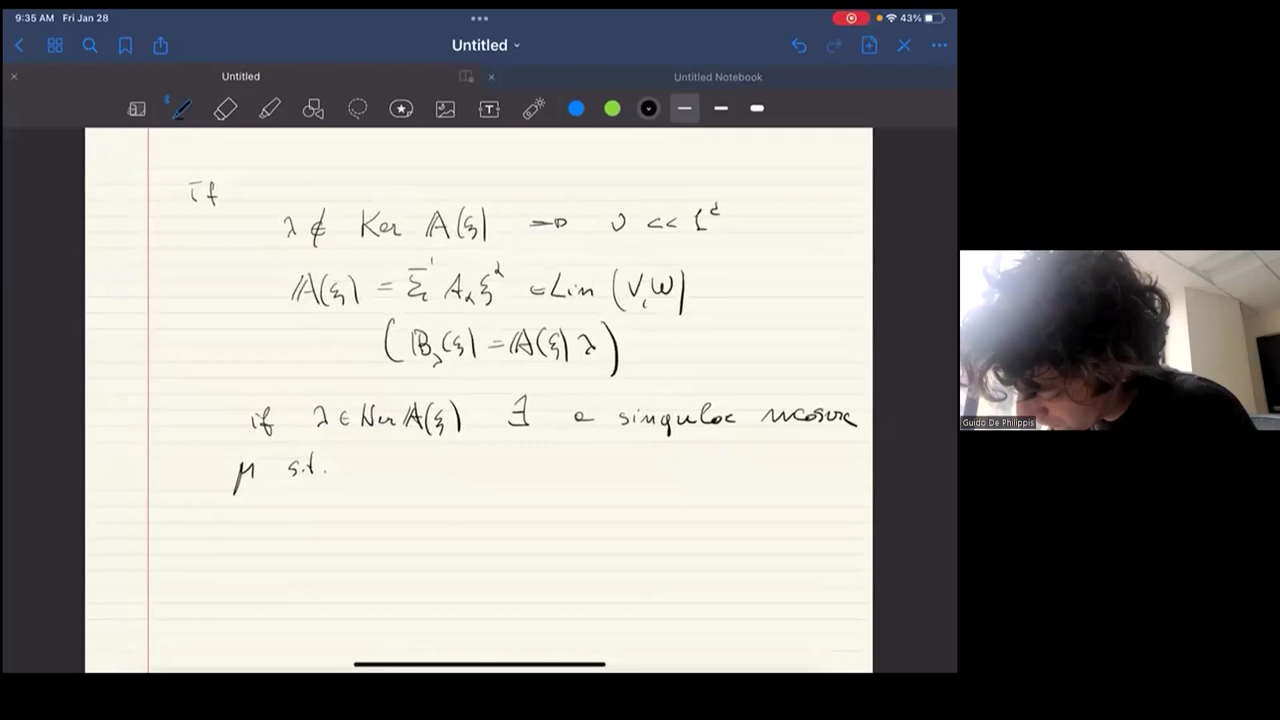 9:35 AM Fri Jan 28
43%
Untitled
Untitled
Untitled Notebook
if
λ ∉ Ker 𝔸(ξ) ⇒ ν << L^d
𝔸(ξ) = Σ' A_α ξ^α ∈ Lin (V,W)
(𝔹_λ(ξ) = 𝔸(ξ) λ)
if λ ∈ Ker 𝔸(ξ) ∃ a singular measure
μ s.t.
Guido De Philippis